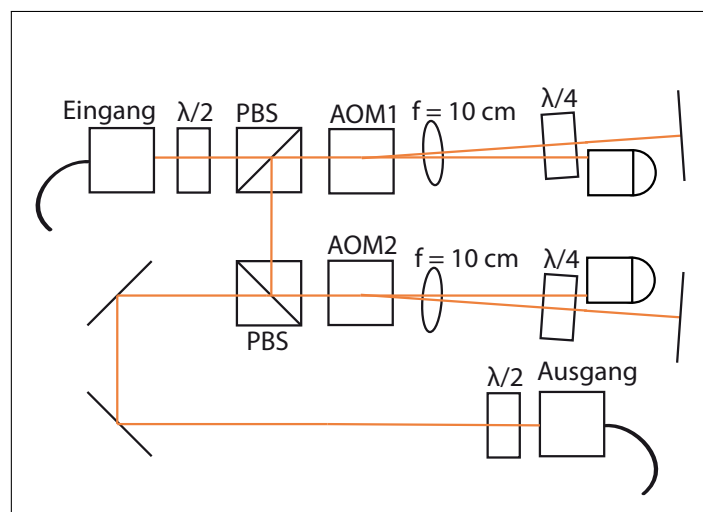 Eingang
λ/2
PBS
AOM1
f = 10 cm
λ/4
AOM2
f = 10 cm
λ/4
PBS
λ/2
Ausgang